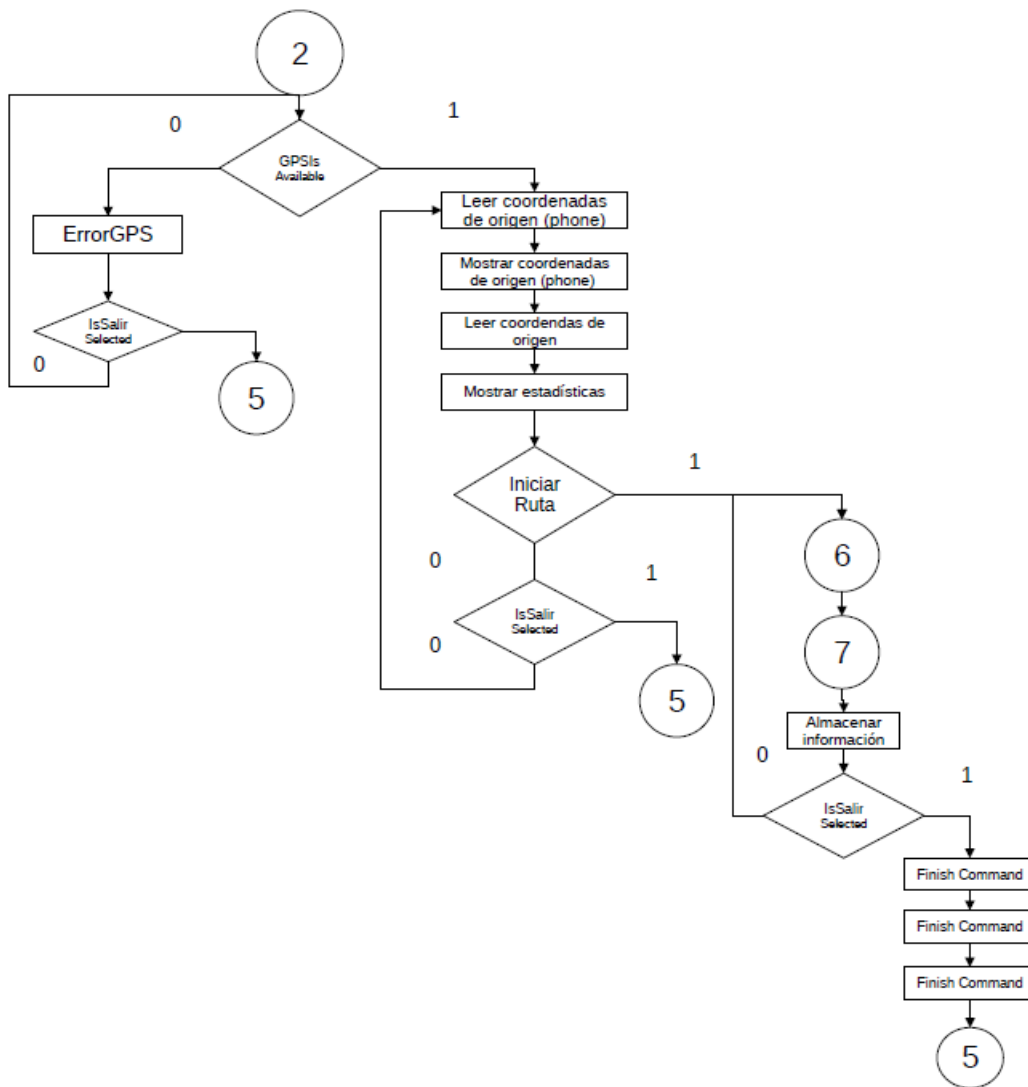 2
0
1
GPSIs
Available
Leer coordenadas
de origen (phone)
ErrorGPS
Mostrar coordenadas
de origen (phone)
IsSalir
Selected
Leer coordendas de
origen
0
5
Mostrar estadísticas
1
Iniciar
Ruta
6
0
1
IsSalir
Selected
0
7
5
Almacenar
información
0
1
IsSalir
Selected
Finish Command
Finish Command
Finish Command
5